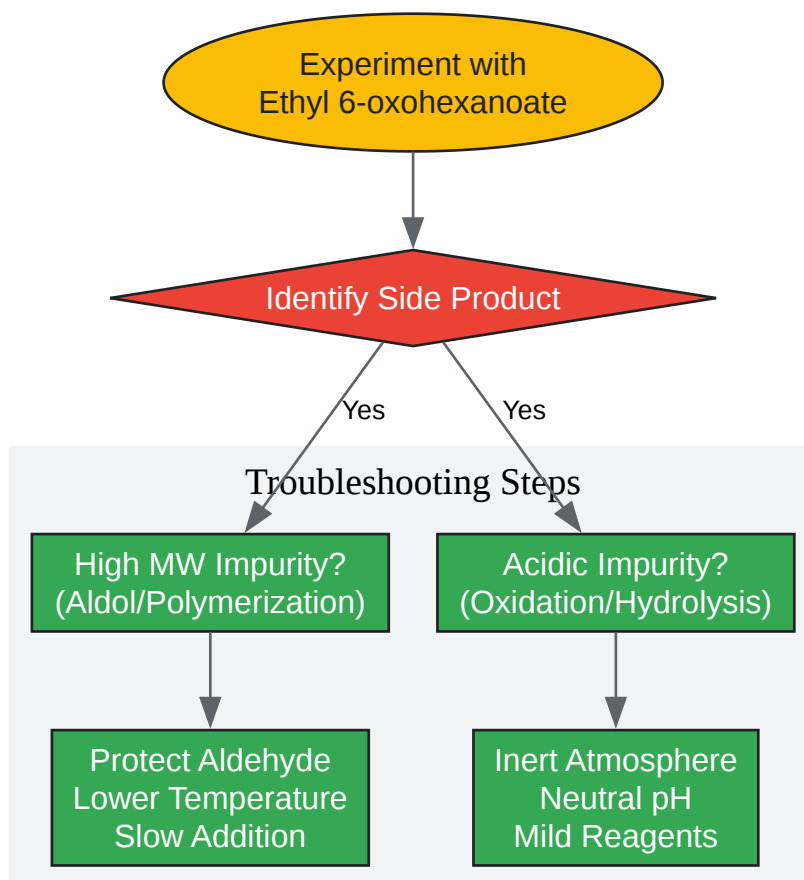 Experiment with
Ethyl 6-oxohexanoate
Identify Side Product
Yes
Yes
Troubleshooting Steps
High MW Impurity?
(Aldol/Polymerization)
Acidic Impurity?
(Oxidation/Hydrolysis)
Protect Aldehyde
Lower Temperature
Slow Addition
Inert Atmosphere
Neutral pH
Mild Reagents